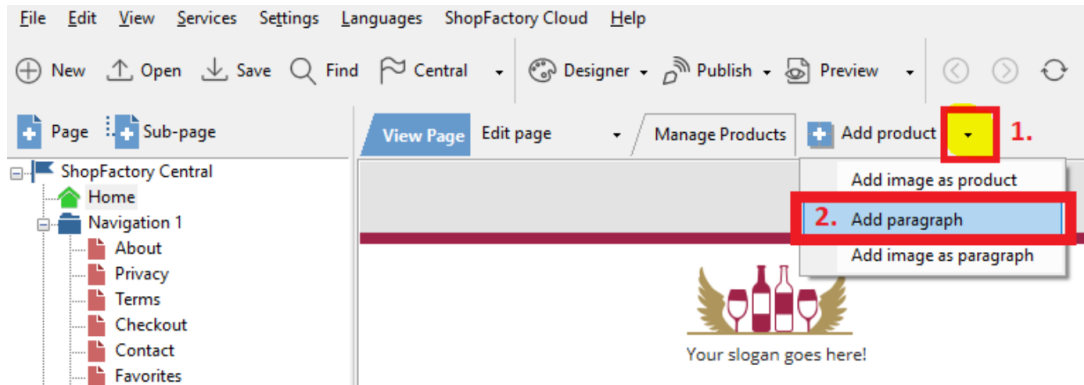 File Edit View Services Settings Languages ShopFactory Cloud Help
New Open Save Find Central Designer Publish Preview
Page Sub-page View Page Edit page Manage Products Add product 1.
ShopFactory Central
Home
Navigation 1
About
Privacy
Terms
Checkout
Contact
Favorites
Add image as product
2. Add paragraph
Add image as paragraph
Your slogan goes here!